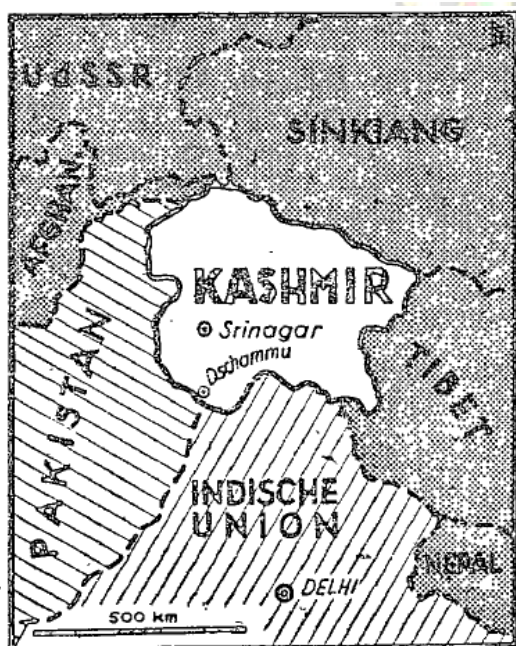 UdSSR
SINKIANG
AFGHAN.
KASHMIR
Srinagar
Dschammu
PAKISTAN
TIBET
INDISCHE
UNION
NEPAL
DELHI
500 km